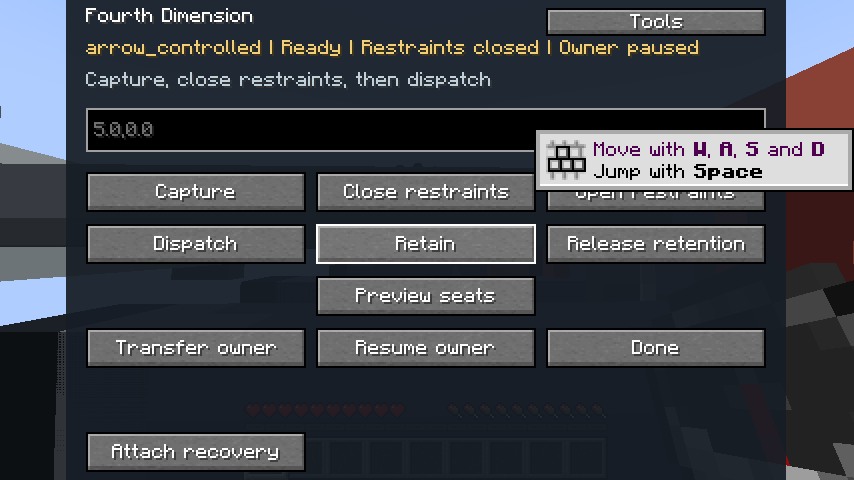 Fourth Dimension
Tools
arrow_controlled | Ready | Restraints closed | Owner paused
Capture, close restraints, then dispatch
5.0,0.0
Move with W, A, S and D
Jump with Space
Capture
Close restraints
Open restraints
Dispatch
Retain
Release retention
Preview seats
Transfer owner
Resume owner
Done
Attach recovery